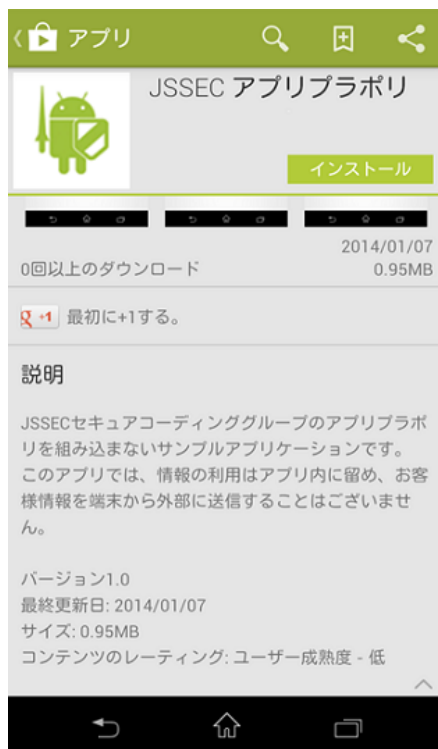 アプリ
JSSEC アプリプラポリ
インストール
2014/01/07
0回以上のダウンロード
0.95MB
g +1 最初に+1する。
説明
JSSECセキュアコーディンググループのアプリプラポ
リを組み込まないサンプルアプリケーションです。
このアプリでは、情報の利用はアプリ内に留め、お客
様情報を端末から外部に送信することはございませ
ん。
バージョン1.0
最終更新日: 2014/01/07
サイズ: 0.95MB
コンテンツのレーティング: ユーザー成熟度 - 低